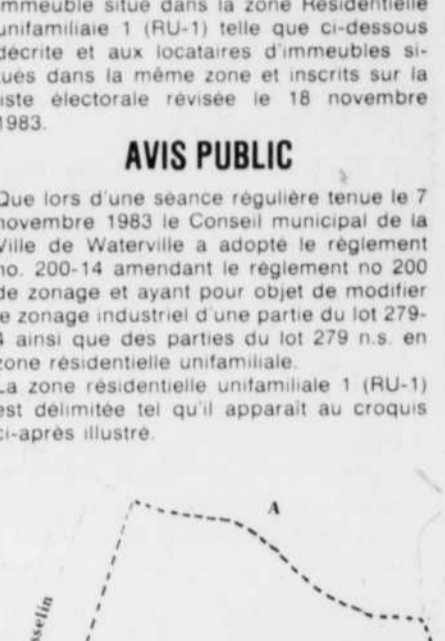 immeuble situé dans la zone Résidentielle
unifamiliale 1 (RU-1) telle que ci-dessous
décrite et aux locataires d'immeubles si-
tués dans la même zone et inscrits sur la
liste électorale révisée le 18 novembre
1983.
AVIS PUBLIC
Que lors d'une séance régulière tenue le 7
novembre 1983 le Conseil municipal de la
Ville de Waterville a adopté le règlement
no. 200-14 amendant le règlement no 200
de zonage et ayant pour objet de modifier
le zonage industriel d'une partie du lot 279-
4 ainsi que des parties du lot 279 n.s. en
zone résidentielle unifamiliale.
La zone résidentielle unifamiliale 1 (RU-1)
est délimitée tel qu'il apparaît au croquis
ci-après illustré.
A